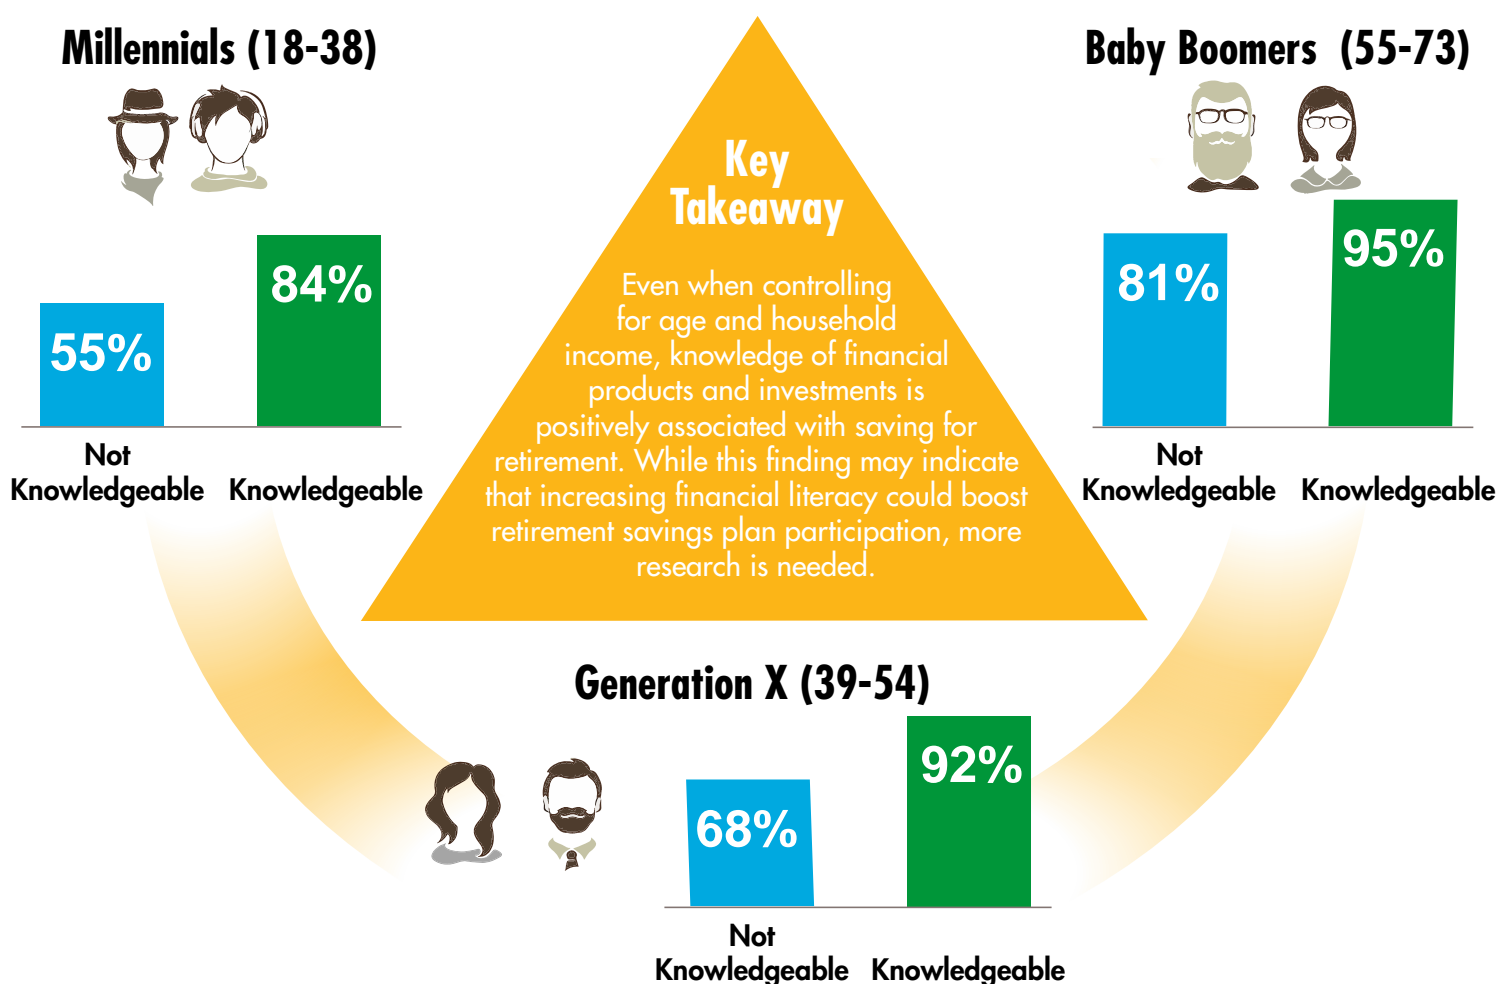 Millennials (18-38)
55%
84%
Not
Knowledgeable
Knowledgeable
Key
Takeaway
Even when controlling
for age and household
income, knowledge of financial
products and investments is
positively associated with saving for
retirement. While this finding may indicate
that increasing financial literacy could boost
retirement savings plan participation, more
research is needed.
Baby Boomers (55-73)
81%
95%
Not
Knowledgeable
Knowledgeable
Generation X (39-54)
68%
92%
Not
Knowledgeable
Knowledgeable